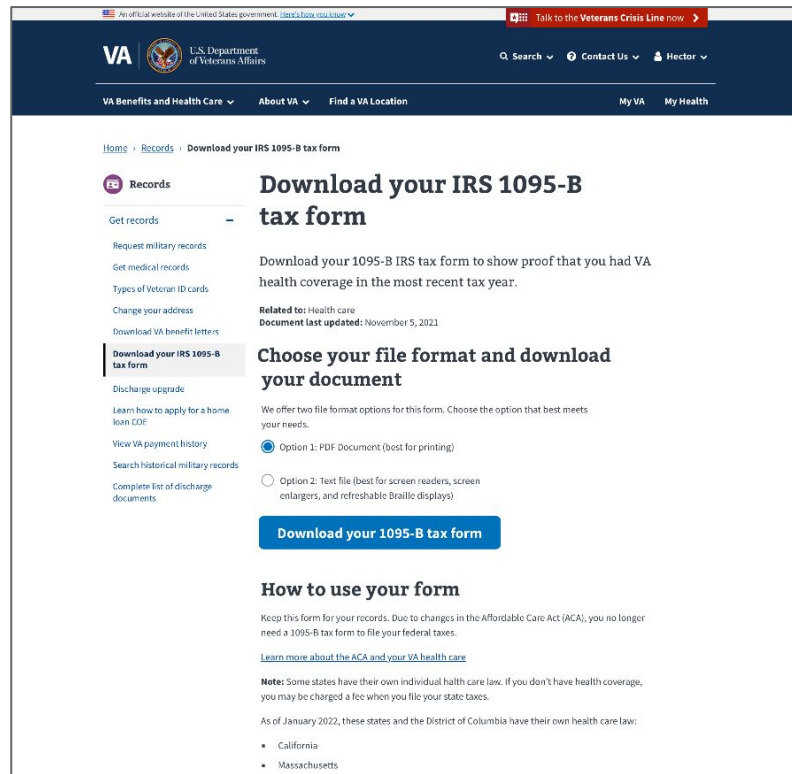 An official website of the United States government. Here's how you know
Talk to the Veterans Crisis Line now
VA
U.S. Department
of Veterans Affairs
Search
Contact Us
Hector
VA Benefits and Health Care
About VA
Find a VA Location
My VA
My Health
Home › Records › Download your IRS 1095-B tax form
Records
Get records
Request military records
Get medical records
Types of Veteran ID cards
Change your address
Download VA benefit letters
Download your IRS 1095-B
tax form
Discharge upgrade
Learn how to apply for a home
loan COE
View VA payment history
Search historical military records
Complete list of discharge
documents
Download your IRS 1095-B
tax form
Download your 1095-B IRS tax form to show proof that you had VA
health coverage in the most recent tax year.
Related to: Health care
Document last updated: November 5, 2021
Choose your file format and download
your document
We offer two file format options for this form. Choose the option that best meets
your needs.
Option 1: PDF Document (best for printing)
Option 2: Text file (best for screen readers, screen
enlargers, and refreshable Braille displays)
Download your 1095-B tax form
How to use your form
Keep this form for your records. Due to changes in the Affordable Care Act (ACA), you no longer
need a 1095-B tax form to file your federal taxes.
Learn more about the ACA and your VA health care
Note: Some states have their own individual halth care law. If you don't have health coverage,
you may be charged a fee when you file your state taxes.
As of January 2022, these states and the District of Columbia have their own health care law:
▪ California
▪ Massachusetts